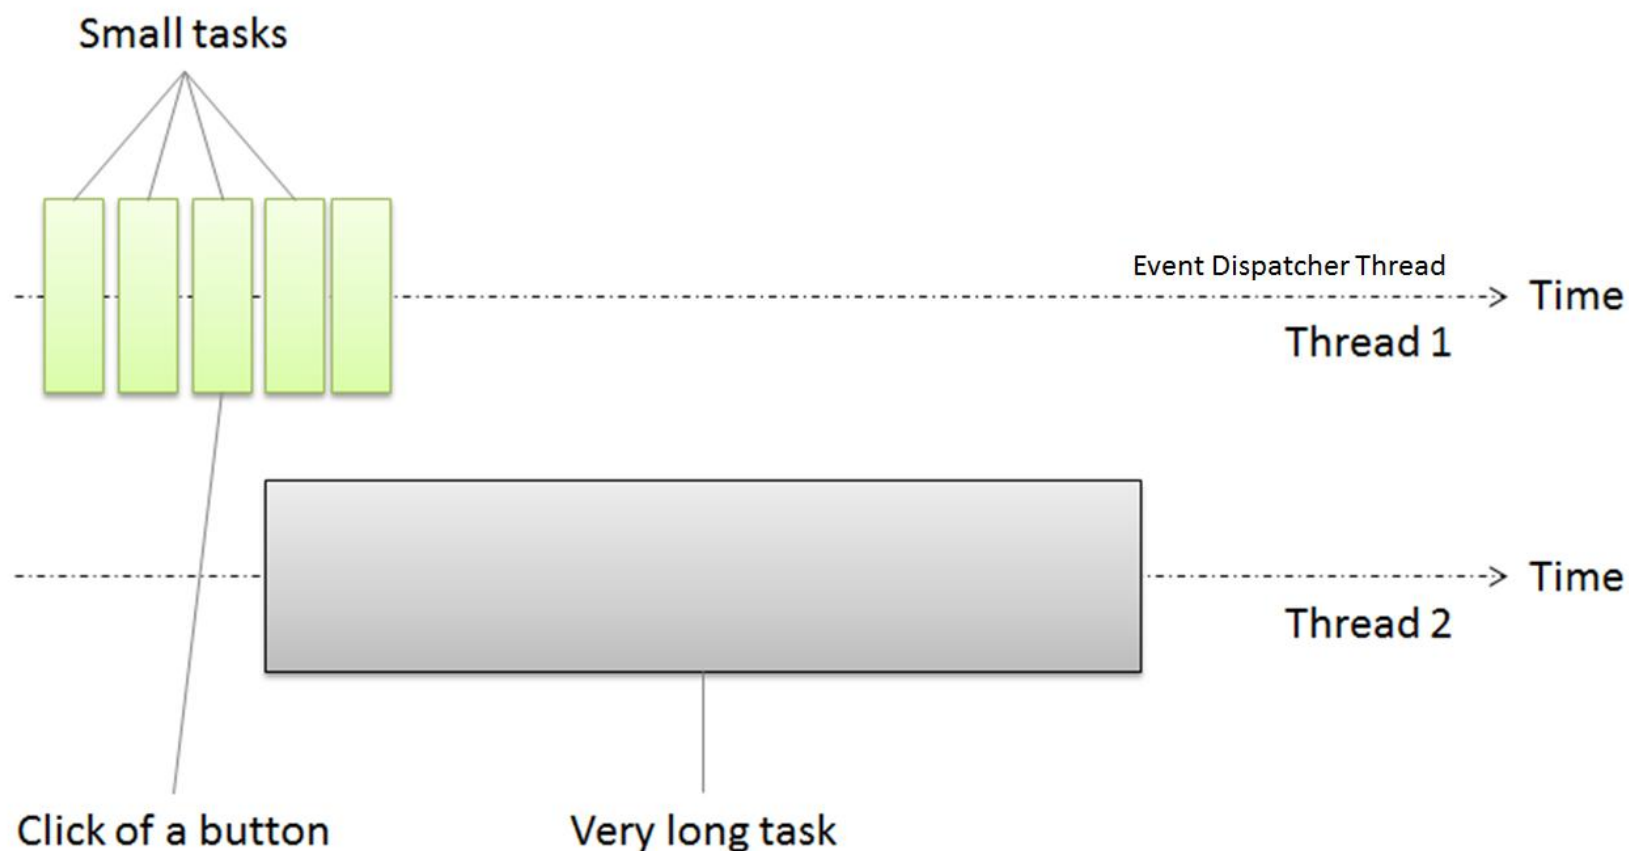 Small tasks
Event Dispatcher Thread
Time
Thread 1
Time
Thread 2
Click of a button
Very long task